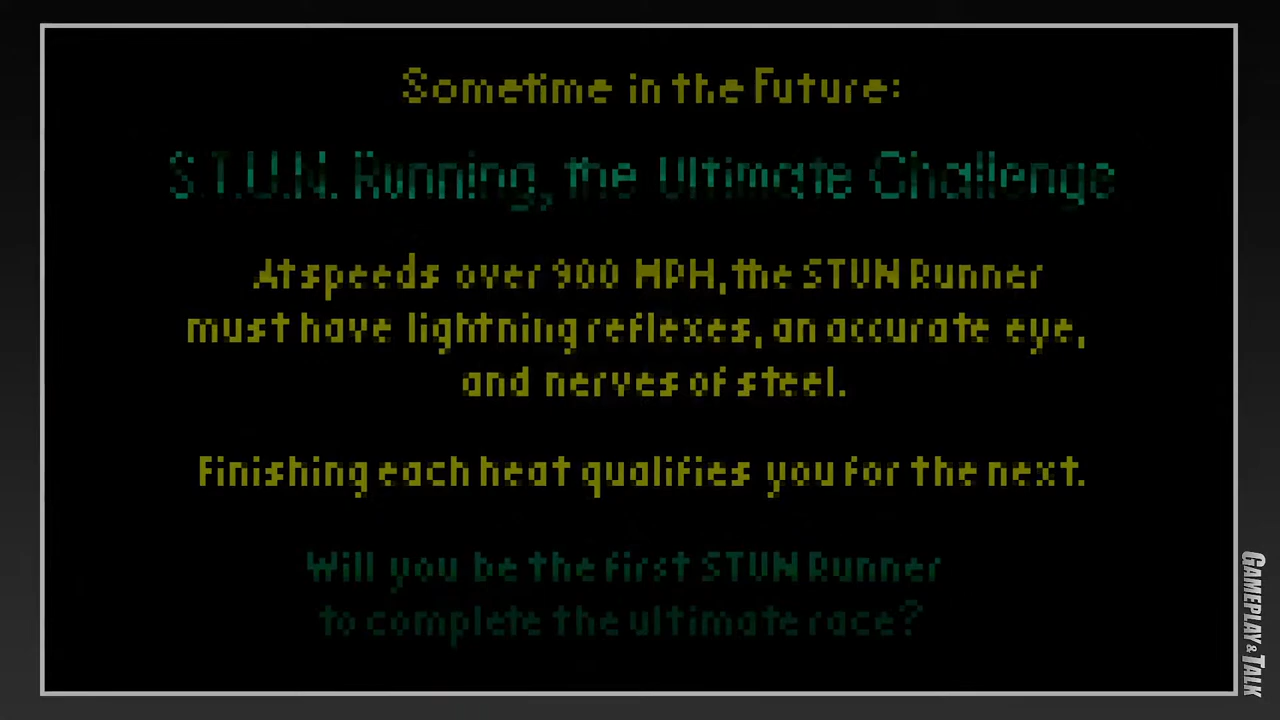 Sometime in the Future:
S.T.U.N. Running, the Ultimate Challenge
At speeds over 900 MPH, the STUN Runner
must have lightning reflexes, an accurate eye,
and nerves of steel.
Finishing each heat qualifies you for the next.
Will you be the first STUN Runner
to complete the ultimate race?
GAMEPLAY & TALK